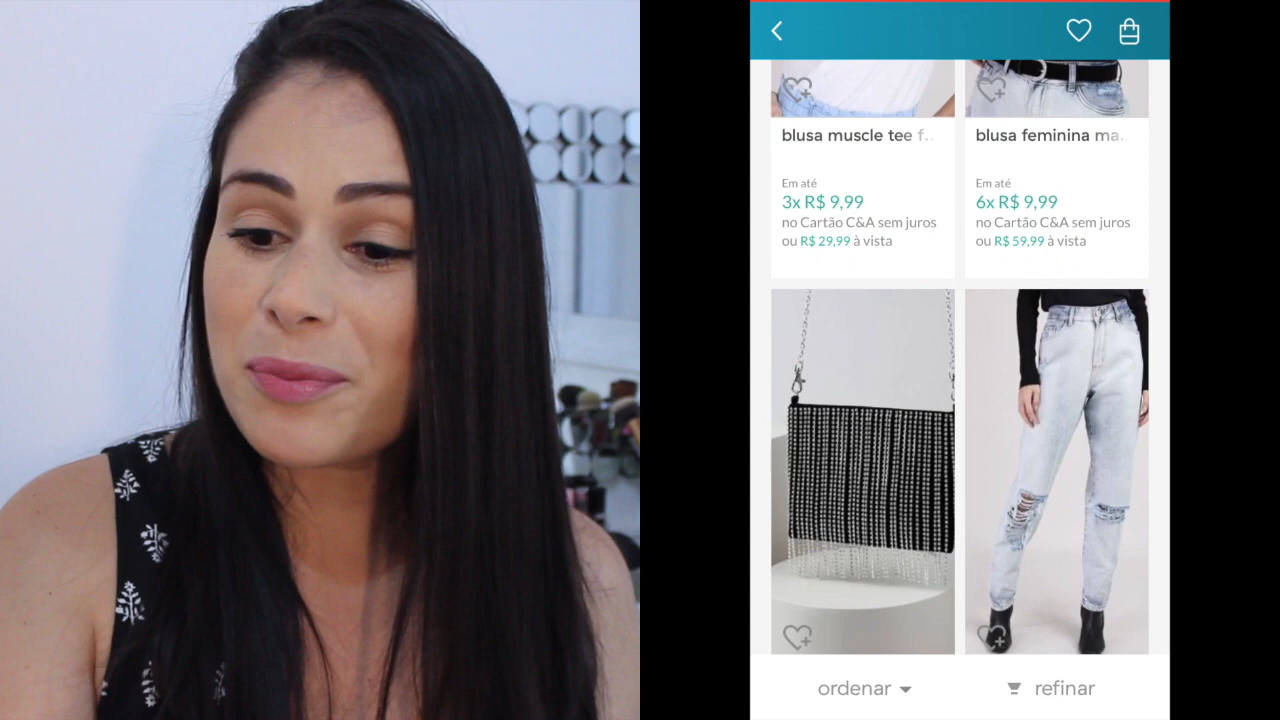 blusa muscle tee f..
blusa feminina ma..
Em até
3x R$ 9,99
no Cartão C&A sem juros
ou R$ 29,99 à vista
Em até
6x R$ 9,99
no Cartão C&A sem juros
ou R$ 59,99 à vista
ordenar
refinar